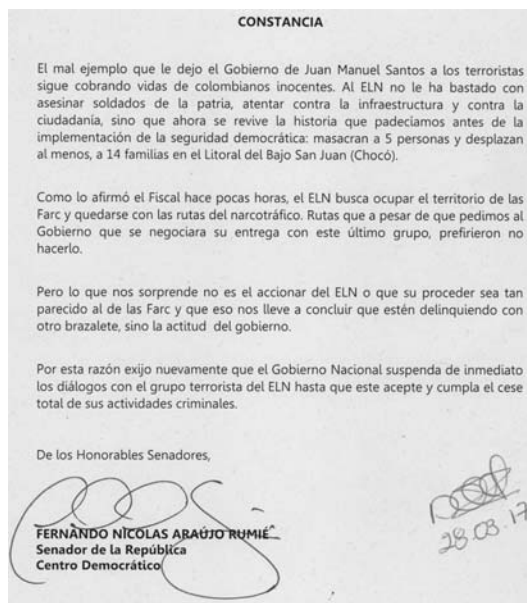 CONSTANCIA
El mal ejemplo que le dejo el Gobierno de Juan Manuel Santos a los terroristas
sigue cobrando vidas de colombianos inocentes. Al ELN no le ha bastado con
asesinar soldados de la patria, atentar contra la infraestructura y contra la
ciudadanía, sino que ahora se revive la historia que padecíamos antes de la
implementación de la seguridad democrática: masacran a 5 personas y desplazan
al menos, a 14 familias en el Litoral del Bajo San Juan (Chocó).
Como lo afirmó el Fiscal hace pocas horas, el ELN busca ocupar el territorio de las
Farc y quedarse con las rutas del narcotráfico. Rutas que a pesar de que pedimos al
Gobierno que se negociara su entrega con este último grupo, prefirieron no
hacerlo.
Pero lo que nos sorprende no es el accionar del ELN o que su proceder sea tan
parecido al de las Farc y que eso nos lleve a concluir que estén delinquiendo con
otro brazalete, sino la actitud del gobierno.
Por esta razón exijo nuevamente que el Gobierno Nacional suspenda de inmediato
los diálogos con el grupo terrorista del ELN hasta que este acepte y cumpla el cese
total de sus actividades criminales.
De los Honorables Senadores,
FERNANDO NICOLAS ARAÚJO RUMIÉ
Senador de la República
Centro Democrático
28.03.17